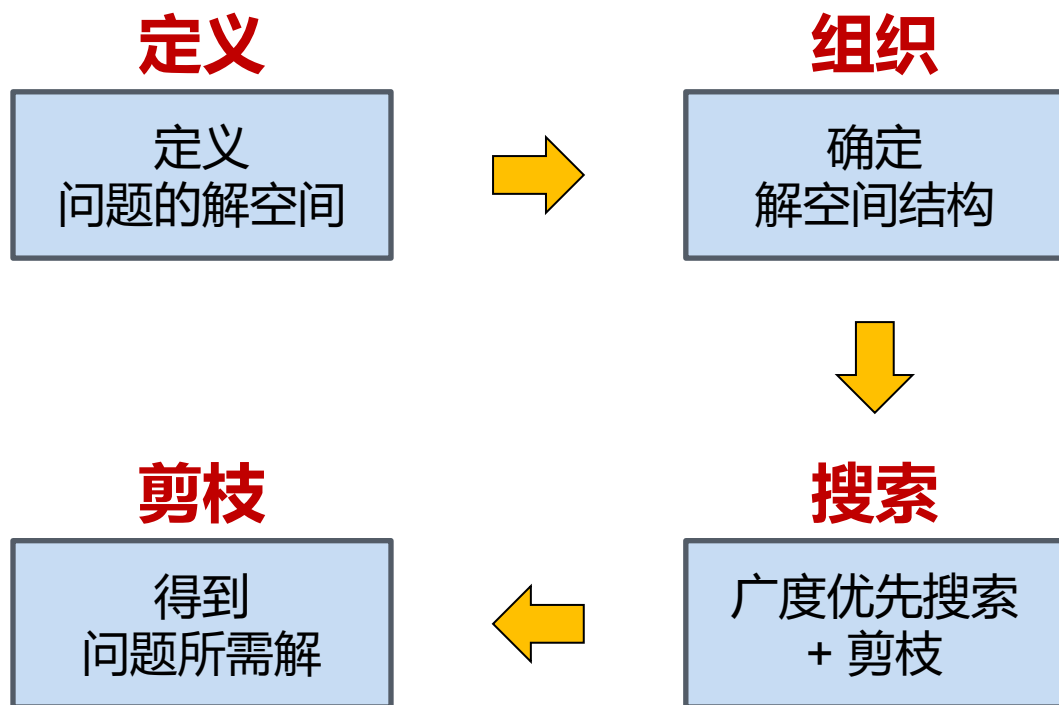 定义
定义
问题的解空间
组织
确定
解空间结构
搜索
广度优先搜索
+ 剪枝
剪枝
得到
问题所需解